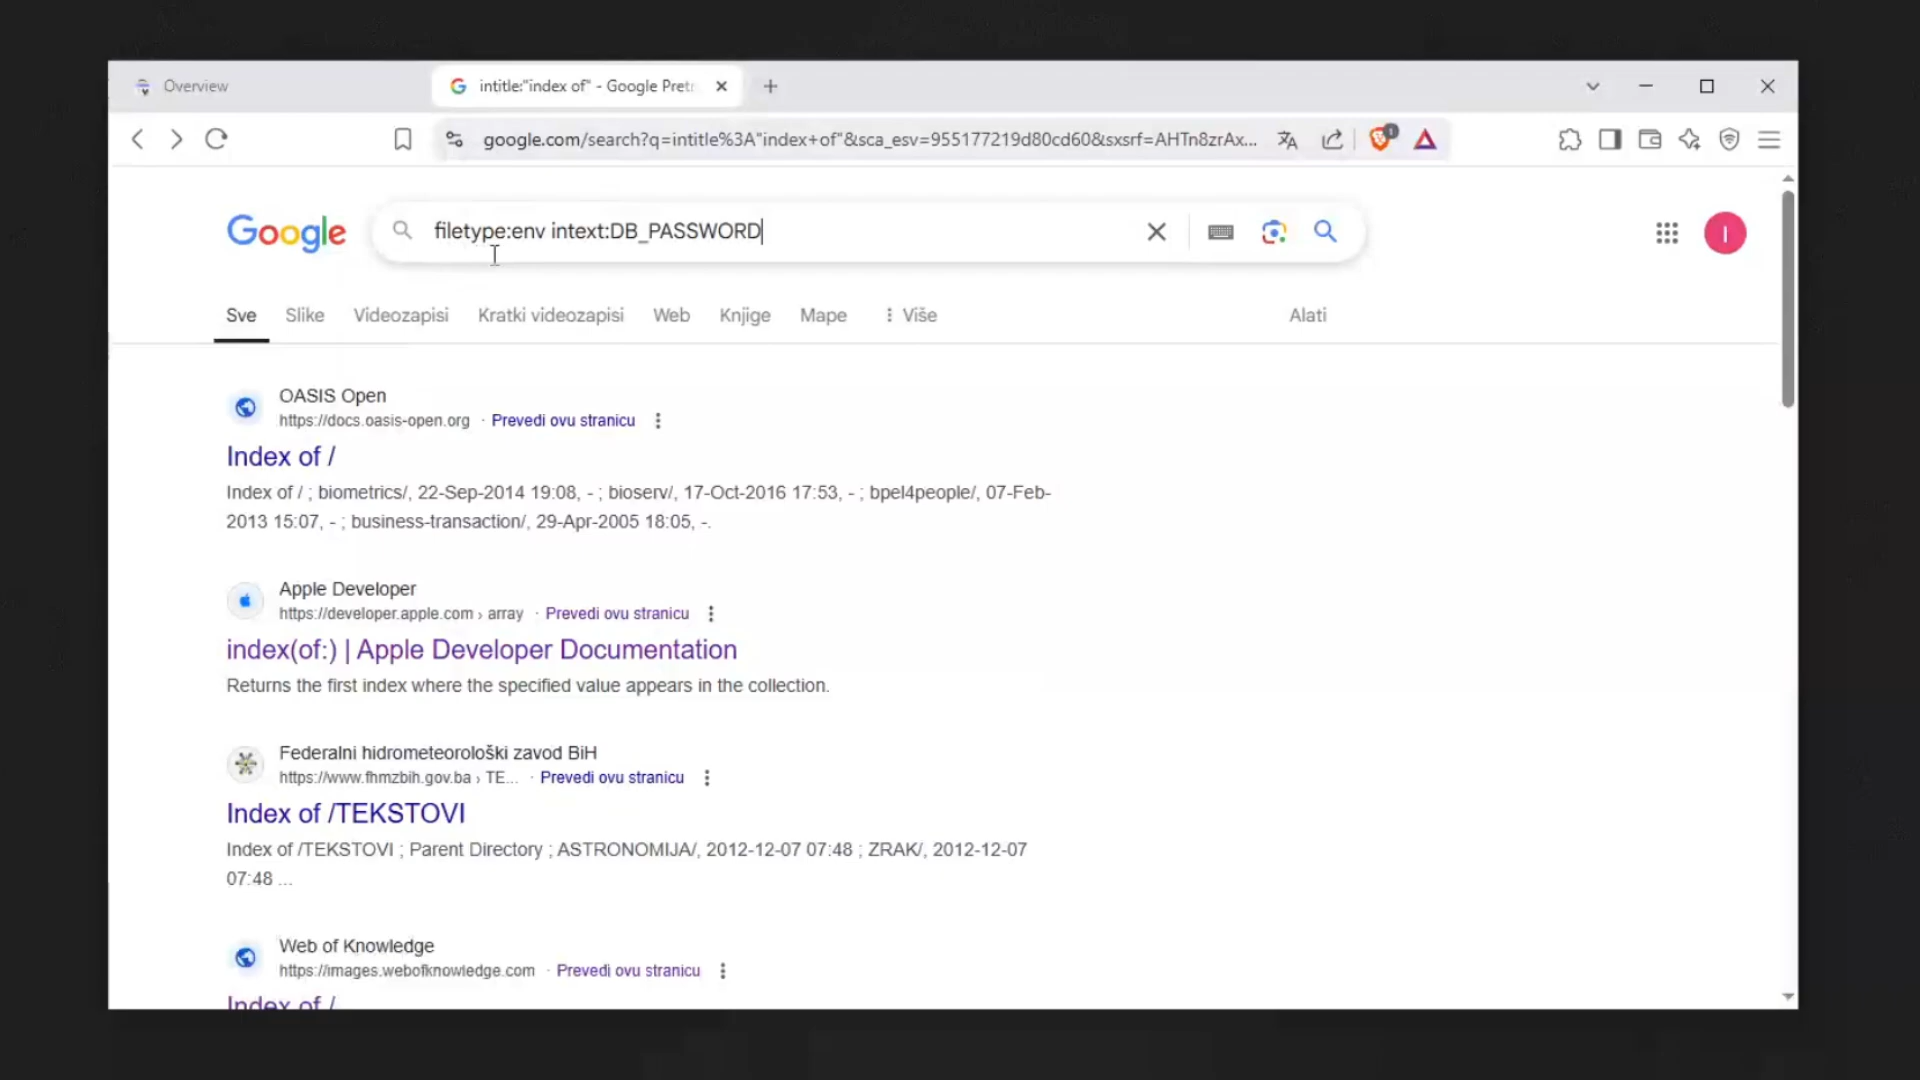 Overview
intitle:"index of" - Google Pretr
google.com/search?q=intitle%3A"index+of"&sca_esv=955177219d80cd60&sxsrf=AHTn8zrAx...
1
Google
filetype:env intext:DB_PASSWORD
I
Sve Slike Videozapisi Kratki videozapisi Web Knjige Mape Više Alati
OASIS Open
https://docs.oasis-open.org · Prevedi ovu stranicu
Index of /
Index of / ; biometrics/, 22-Sep-2014 19:08, - ; bioserv/, 17-Oct-2016 17:53, - ; bpel4people/, 07-Feb-
2013 15:07, - ; business-transaction/, 29-Apr-2005 18:05, -.
Apple Developer
https://developer.apple.com › array · Prevedi ovu stranicu
index(of:) | Apple Developer Documentation
Returns the first index where the specified value appears in the collection.
Federalni hidrometeorološki zavod BiH
https://www.fhmzbih.gov.ba › TE... · Prevedi ovu stranicu
Index of /TEKSTOVI
Index of /TEKSTOVI ; Parent Directory ; ASTRONOMIJA/, 2012-12-07 07:48 ; ZRAK/, 2012-12-07
07:48 ...
Web of Knowledge
https://images.webofknowledge.com · Prevedi ovu stranicu
Index of /